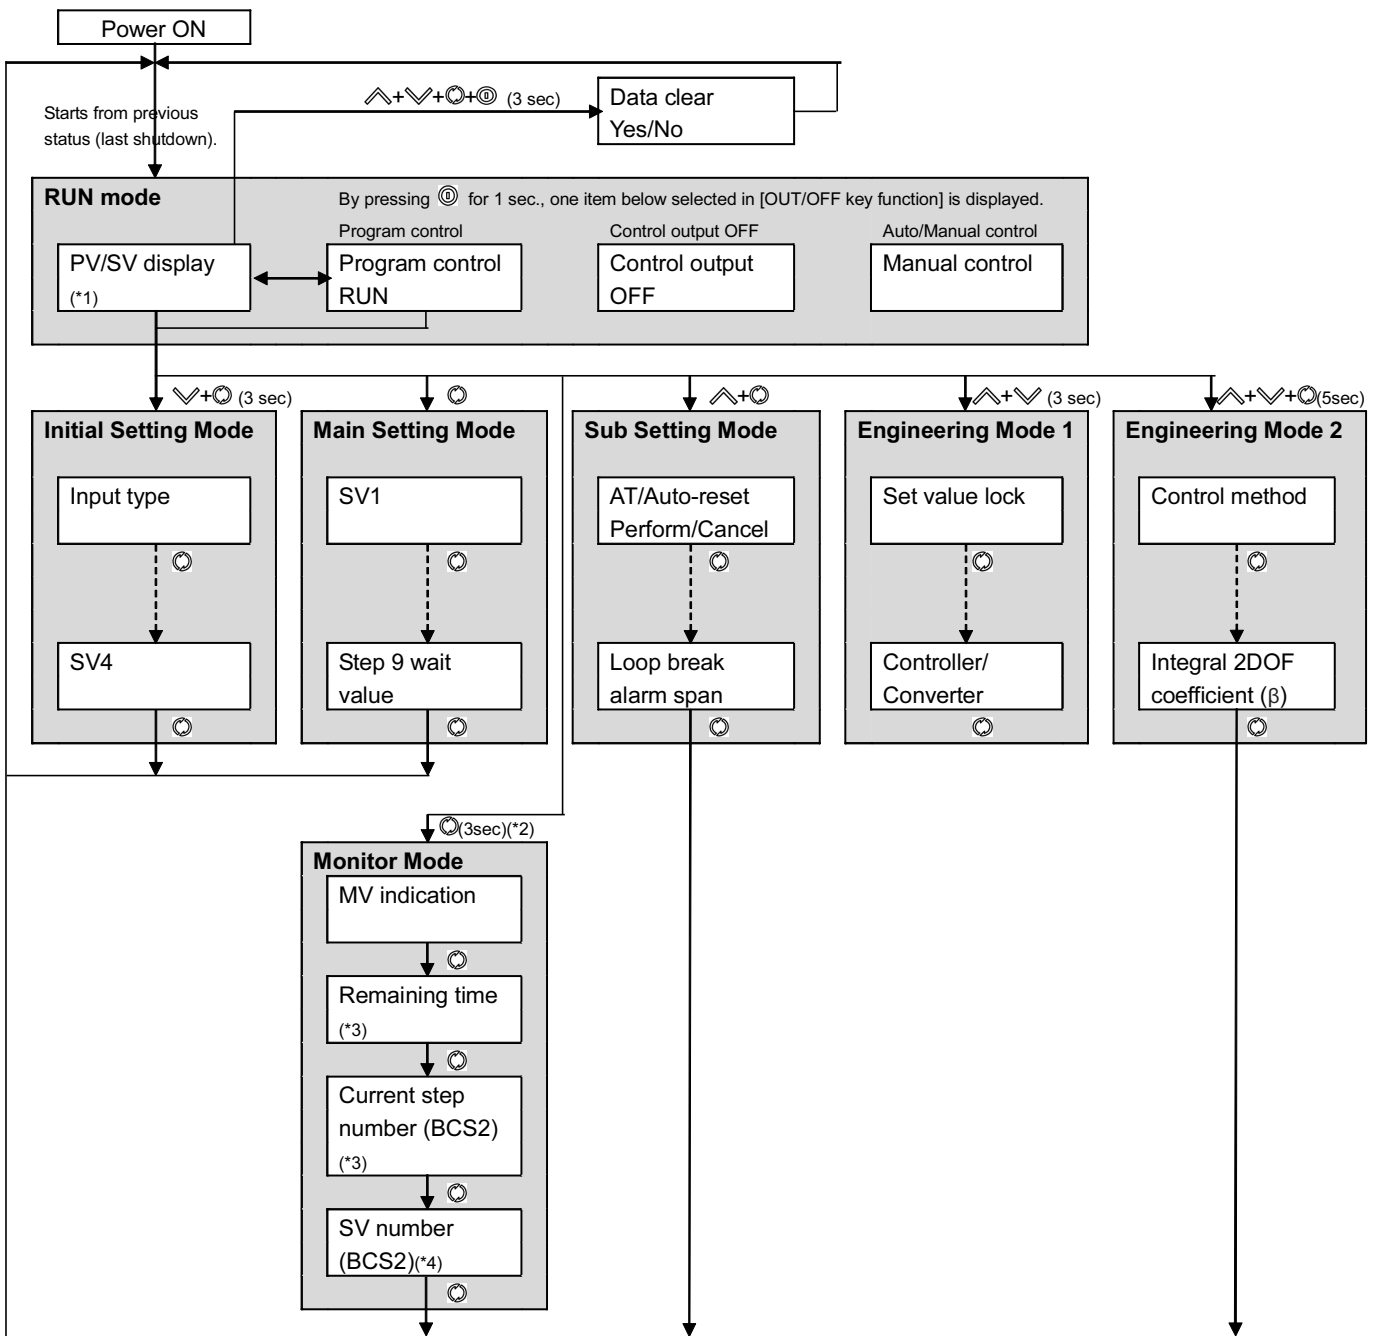 Power ON
Starts from previous
status (last shutdown).
+ + + (3 sec)
Data clear
Yes/No
RUN mode
By pressing for 1 sec., one item below selected in [OUT/OFF key function] is displayed.
Program control
Control output OFF
Auto/Manual control
PV/SV display
(*1)
Program control
RUN
Control output
OFF
Manual control
+ (3 sec)
+
+ (3 sec)
+ + (5sec)
Initial Setting Mode
Main Setting Mode
Sub Setting Mode
Engineering Mode 1
Engineering Mode 2
Input type
SV1
AT/Auto-reset
Perform/Cancel
Set value lock
Control method
SV4
Step 9 wait
value
Loop break
alarm span
Controller/
Converter
Integral 2DOF
coefficient (β)
(3sec)(*2)
Monitor Mode
MV indication
Remaining time
(*3)
Current step
number (BCS2)
(*3)
SV number
(BCS2)(*4)